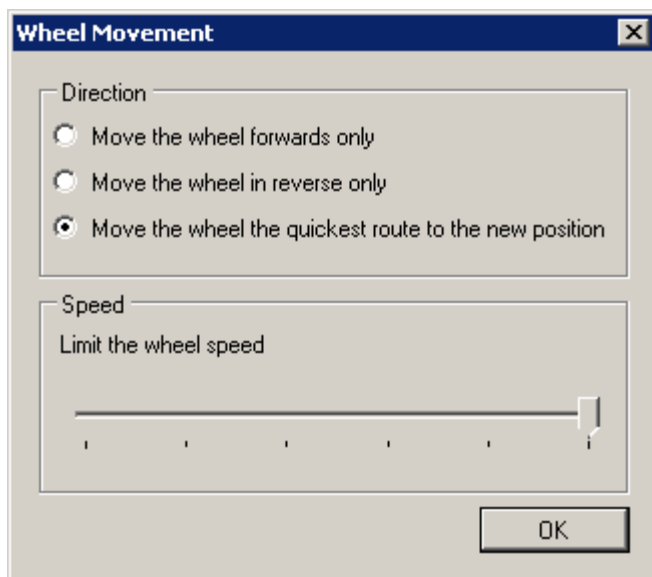 Wheel Movement
Direction
Move the wheel forwards only
Move the wheel in reverse only
Move the wheel the quickest route to the new position
Speed
Limit the wheel speed
OK